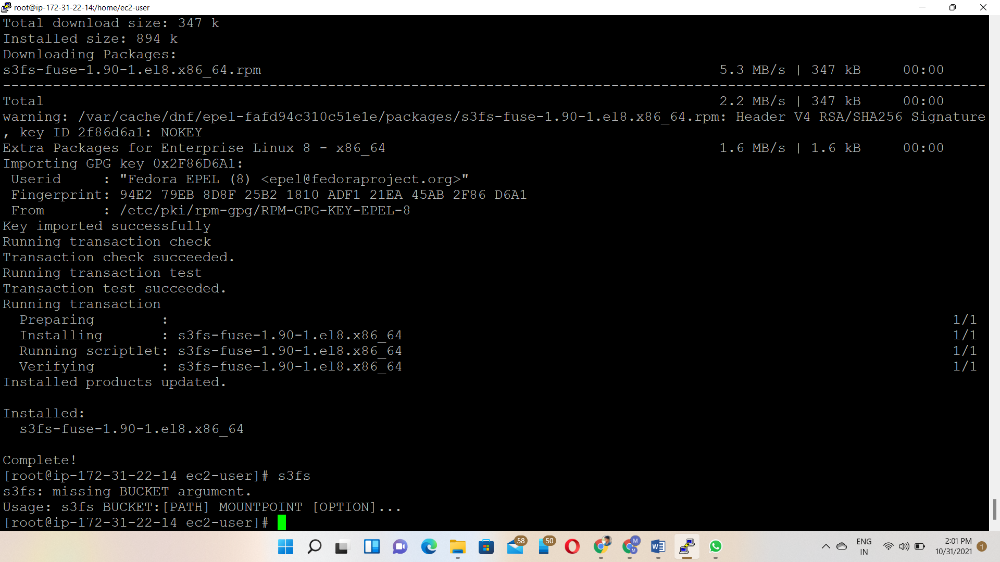 root@ip-172-31-22-14:/home/ec2-user
Total download size: 347 k
Installed size: 894 k
Downloading Packages:
s3fs-fuse-1.90-1.el8.x86_64.rpm 5.3 MB/s | 347 kB 00:00
----------------------------------------------------------------------------------------------------------------------
Total 2.2 MB/s | 347 kB 00:00
warning: /var/cache/dnf/epel-fafd94c310c51e1e/packages/s3fs-fuse-1.90-1.el8.x86_64.rpm: Header V4 RSA/SHA256 Signature
, key ID 2f86d6a1: NOKEY
Extra Packages for Enterprise Linux 8 - x86_64 1.6 MB/s | 1.6 kB 00:00
Importing GPG key 0x2F86D6A1:
 Userid     : "Fedora EPEL (8) <epel@fedoraproject.org>"
 Fingerprint: 94E2 79EB 8D8F 25B2 1810 ADF1 21EA 45AB 2F86 D6A1
 From       : /etc/pki/rpm-gpg/RPM-GPG-KEY-EPEL-8
Key imported successfully
Running transaction check
Transaction check succeeded.
Running transaction test
Transaction test succeeded.
Running transaction
  Preparing        : 1/1
  Installing       : s3fs-fuse-1.90-1.el8.x86_64 1/1
  Running scriptlet: s3fs-fuse-1.90-1.el8.x86_64 1/1
  Verifying        : s3fs-fuse-1.90-1.el8.x86_64 1/1
Installed products updated.
Installed:
  s3fs-fuse-1.90-1.el8.x86_64
Complete!
[root@ip-172-31-22-14 ec2-user]# s3fs
s3fs: missing BUCKET argument.
Usage: s3fs BUCKET:[PATH] MOUNTPOINT [OPTION]...
[root@ip-172-31-22-14 ec2-user]#
58
50
M
M
W
ENG
IN
2:01 PM
10/31/2021
1